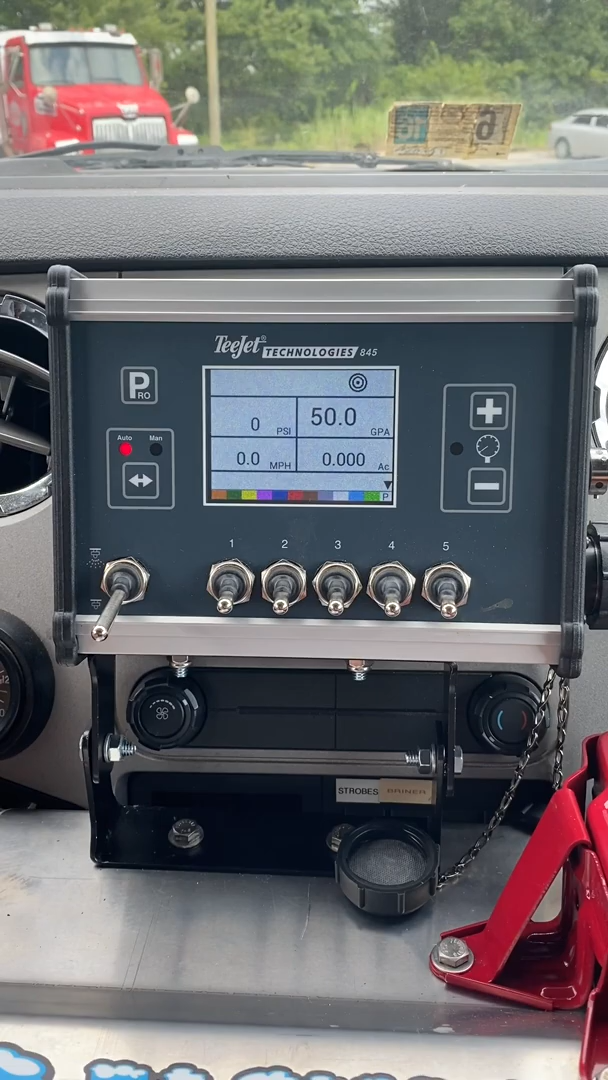 TeeJet® TECHNOLOGIES 845
PRO
0 PSI
50.0 GPA
0.0 MPH
0.000 Ac
P
Auto Man
1 2 3 4 5
STROBES
BRINER